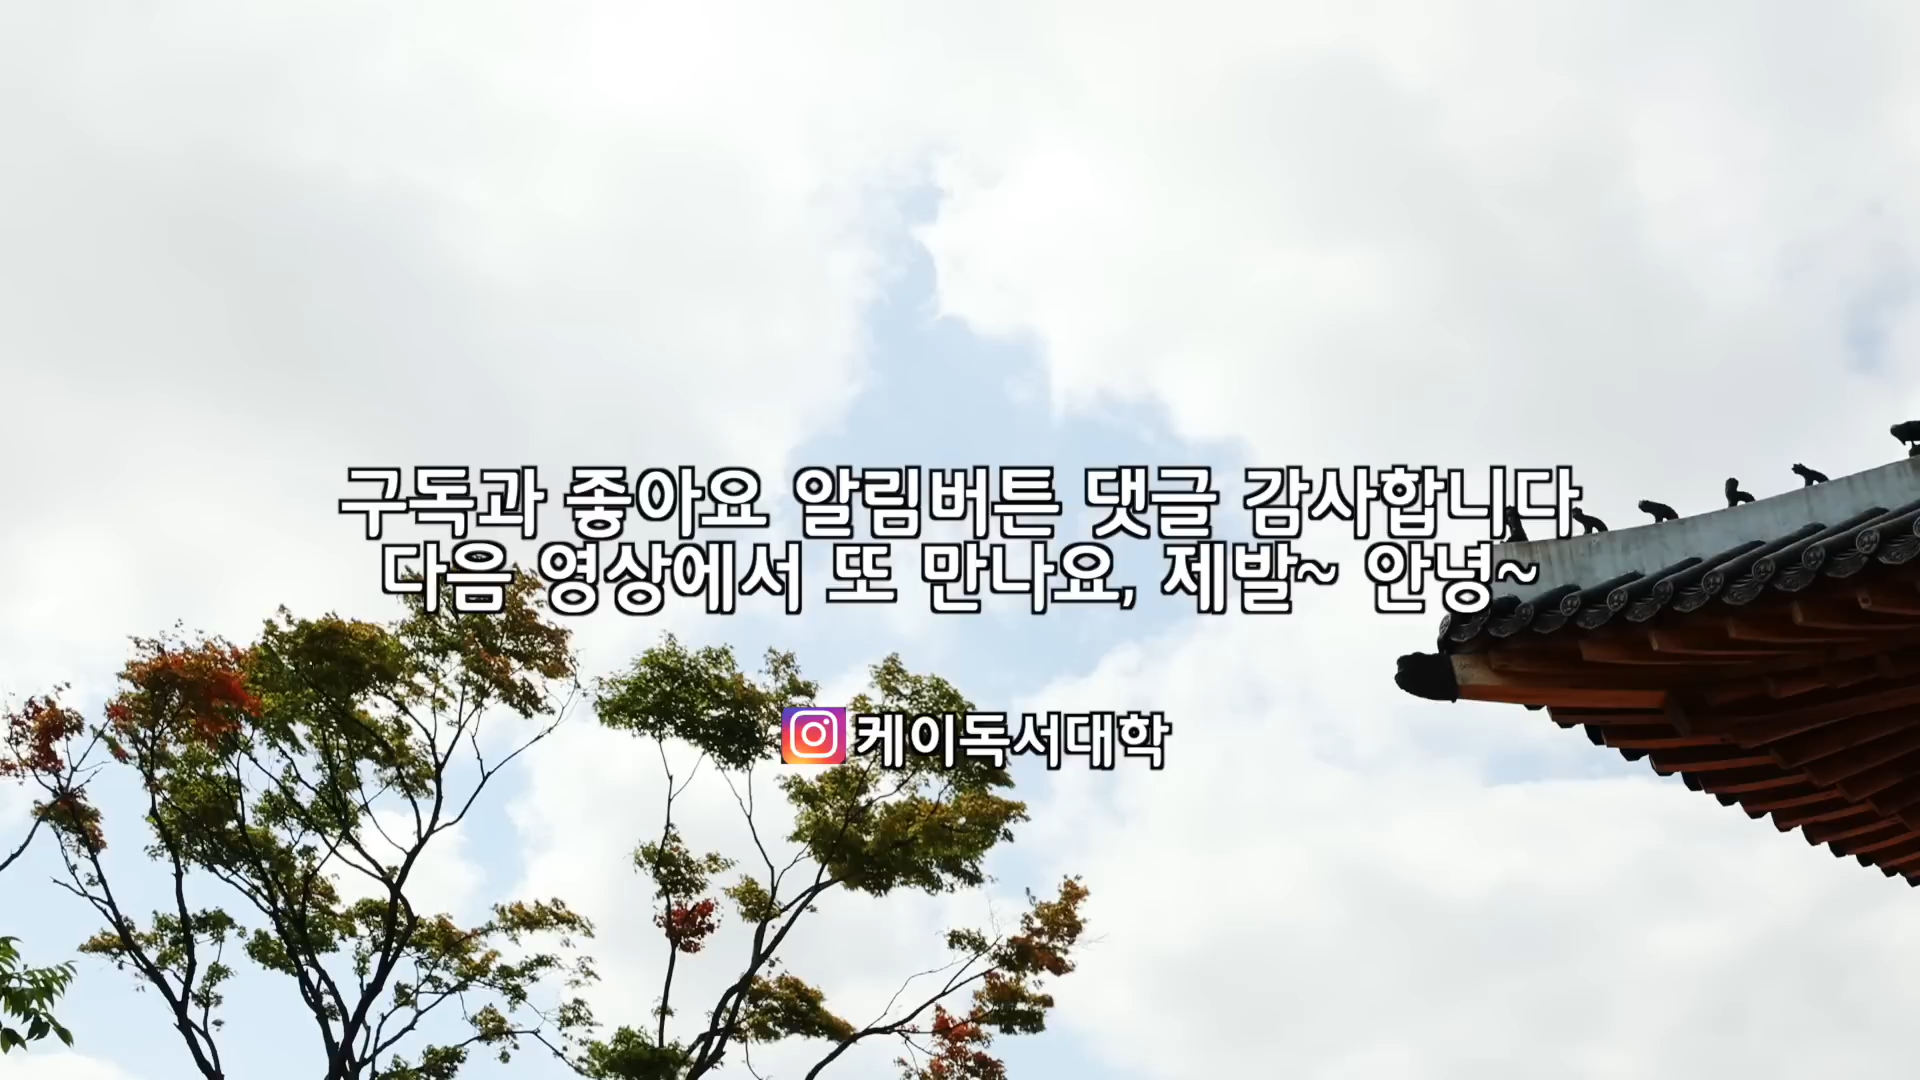 구독과 좋아요 알림버튼 댓글 감사합니다
다음 영상에서 또 만나요, 제발~ 안녕~
케이독서대학